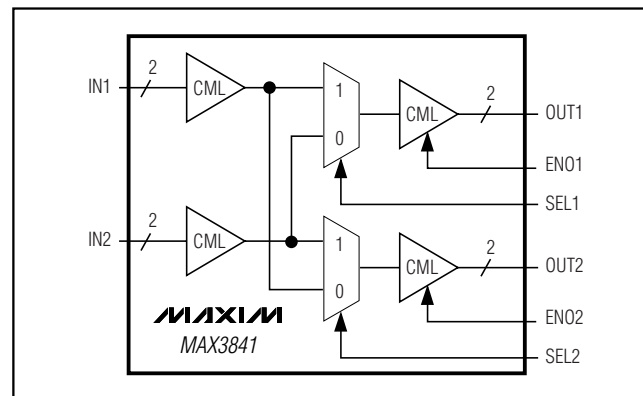 IN1
2
CML
1
0
CML
2
OUT1
ENO1
SEL1
IN2
2
CML
1
0
CML
2
OUT2
ENO2
SEL2
MAXIM
MAX3841